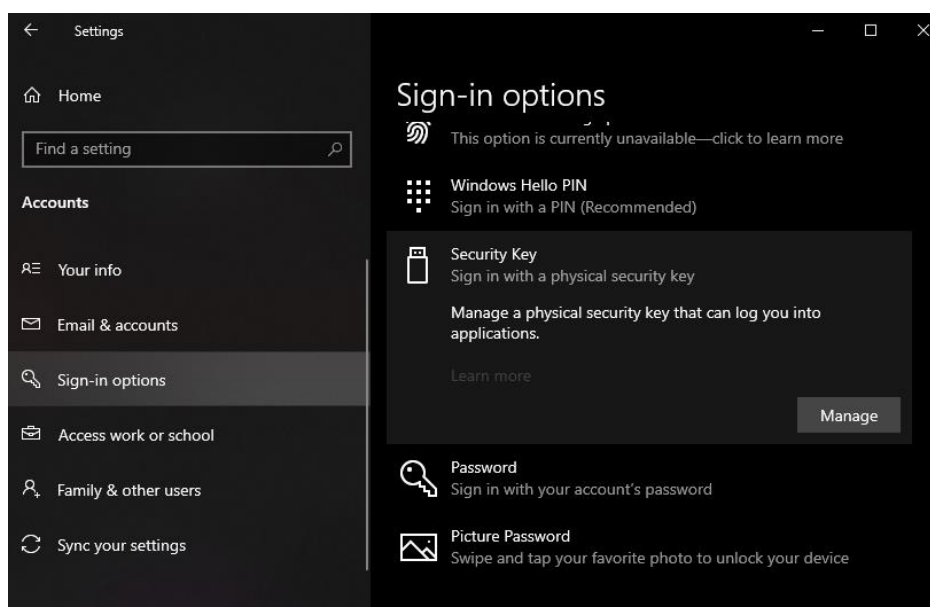 Settings
Home
Find a setting
Accounts
Your info
Email & accounts
Sign-in options
Access work or school
Family & other users
Sync your settings
Sign-in options
This option is currently unavailable—click to learn more
Windows Hello PIN
Sign in with a PIN (Recommended)
Security Key
Sign in with a physical security key
Manage a physical security key that can log you into
applications.
Learn more
Manage
Password
Sign in with your account's password
Picture Password
Swipe and tap your favorite photo to unlock your device